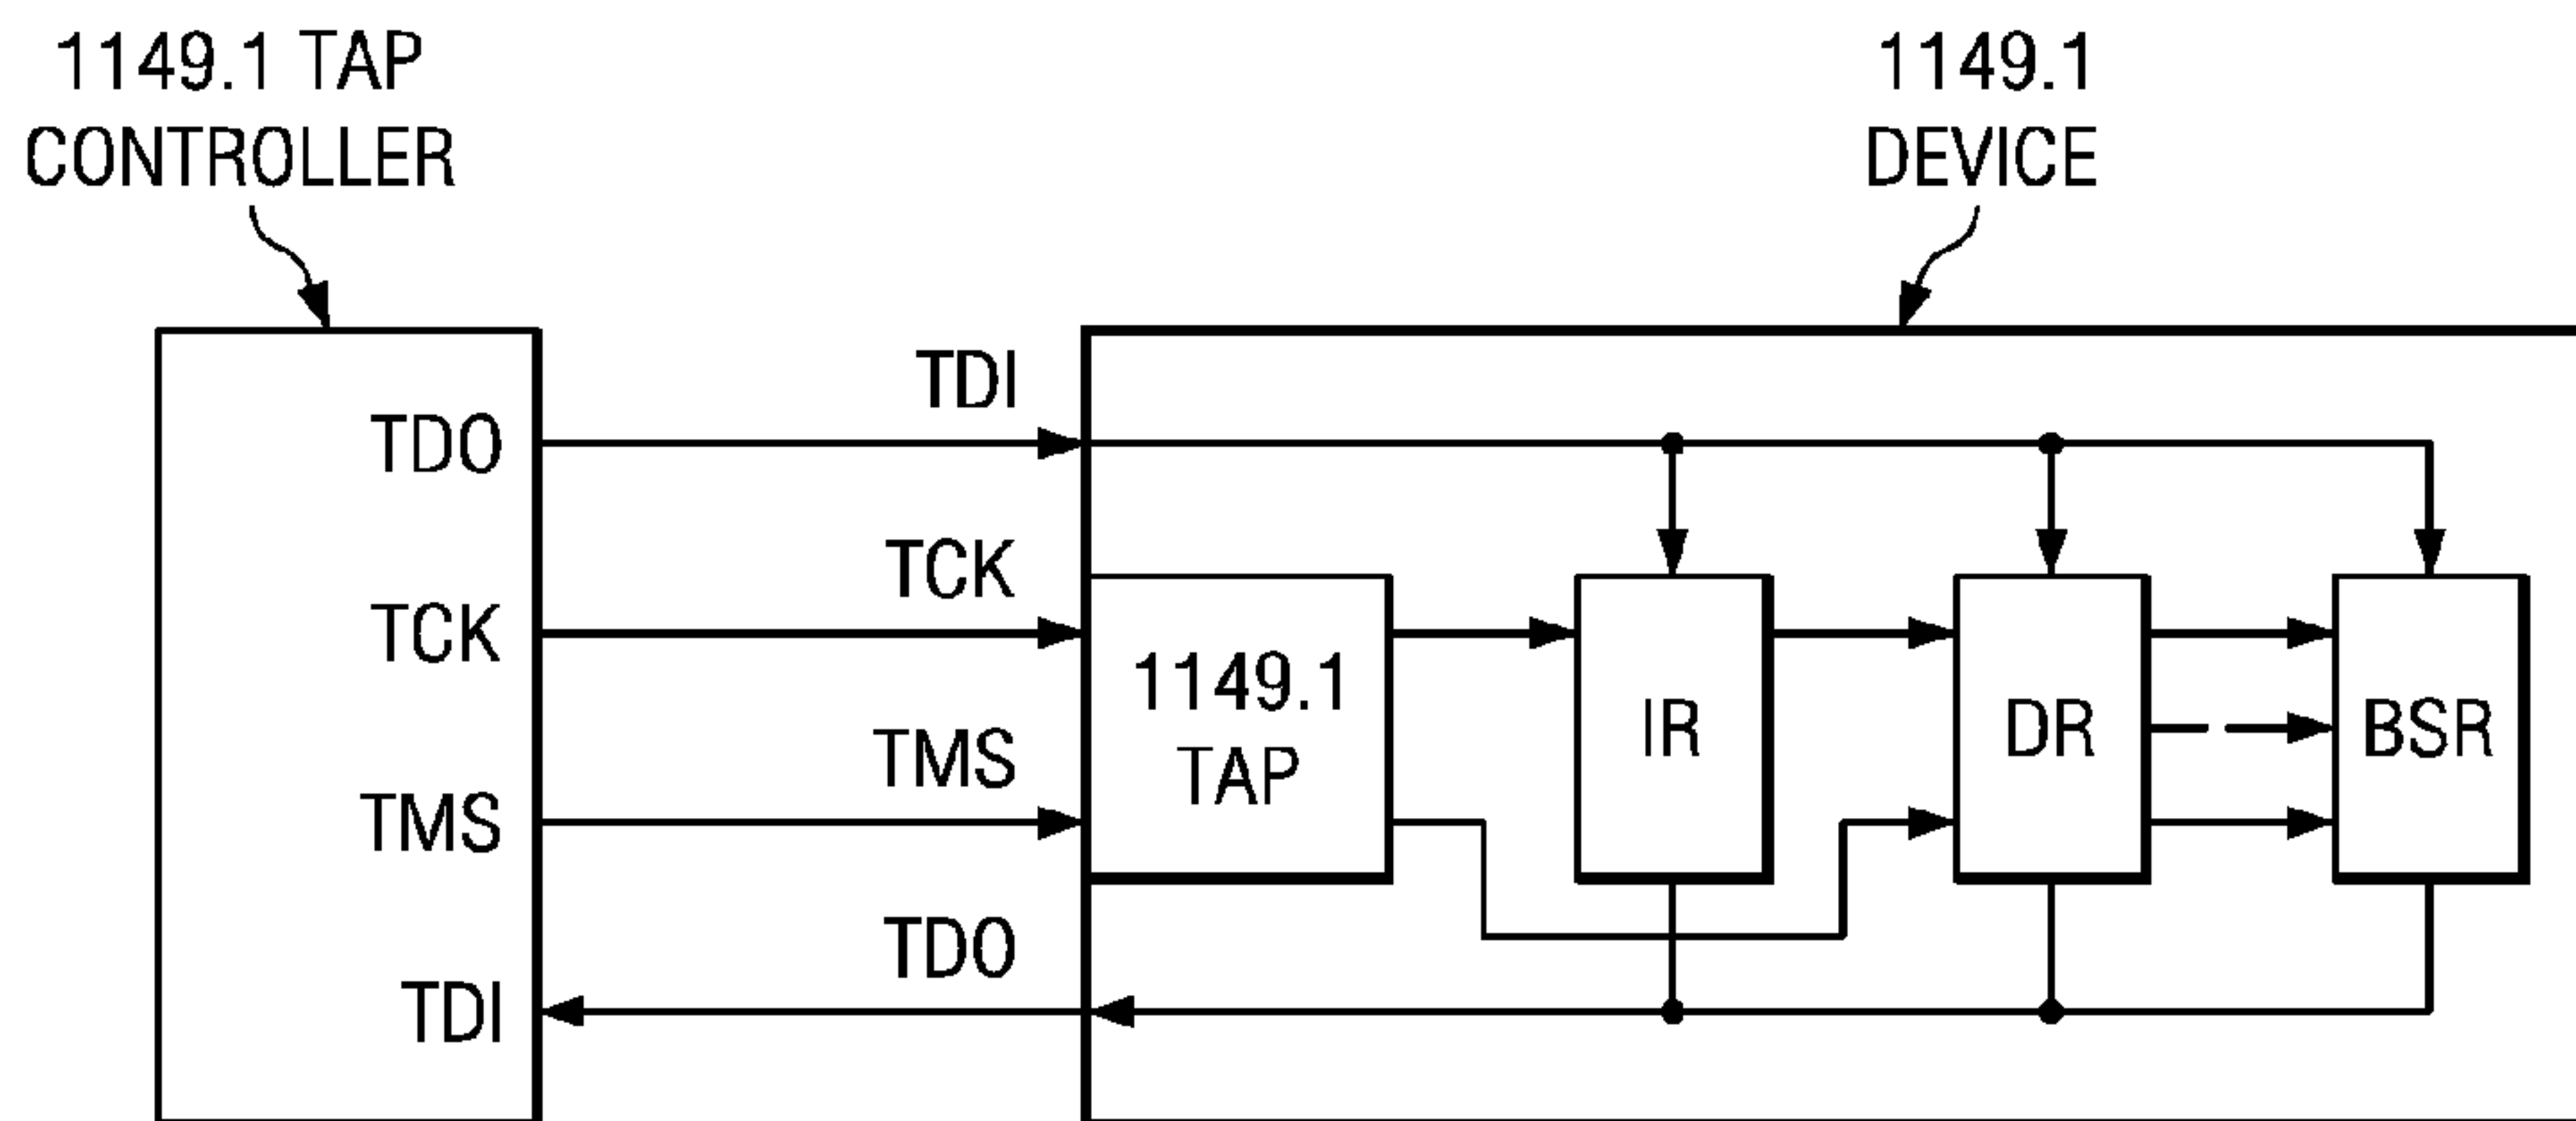 1149.1 TAP
CONTROLLER
1149.1
DEVICE
TDO
TCK
TMS
TDI
TDI
TCK
TMS
TDO
1149.1
TAP
IR
DR
BSR